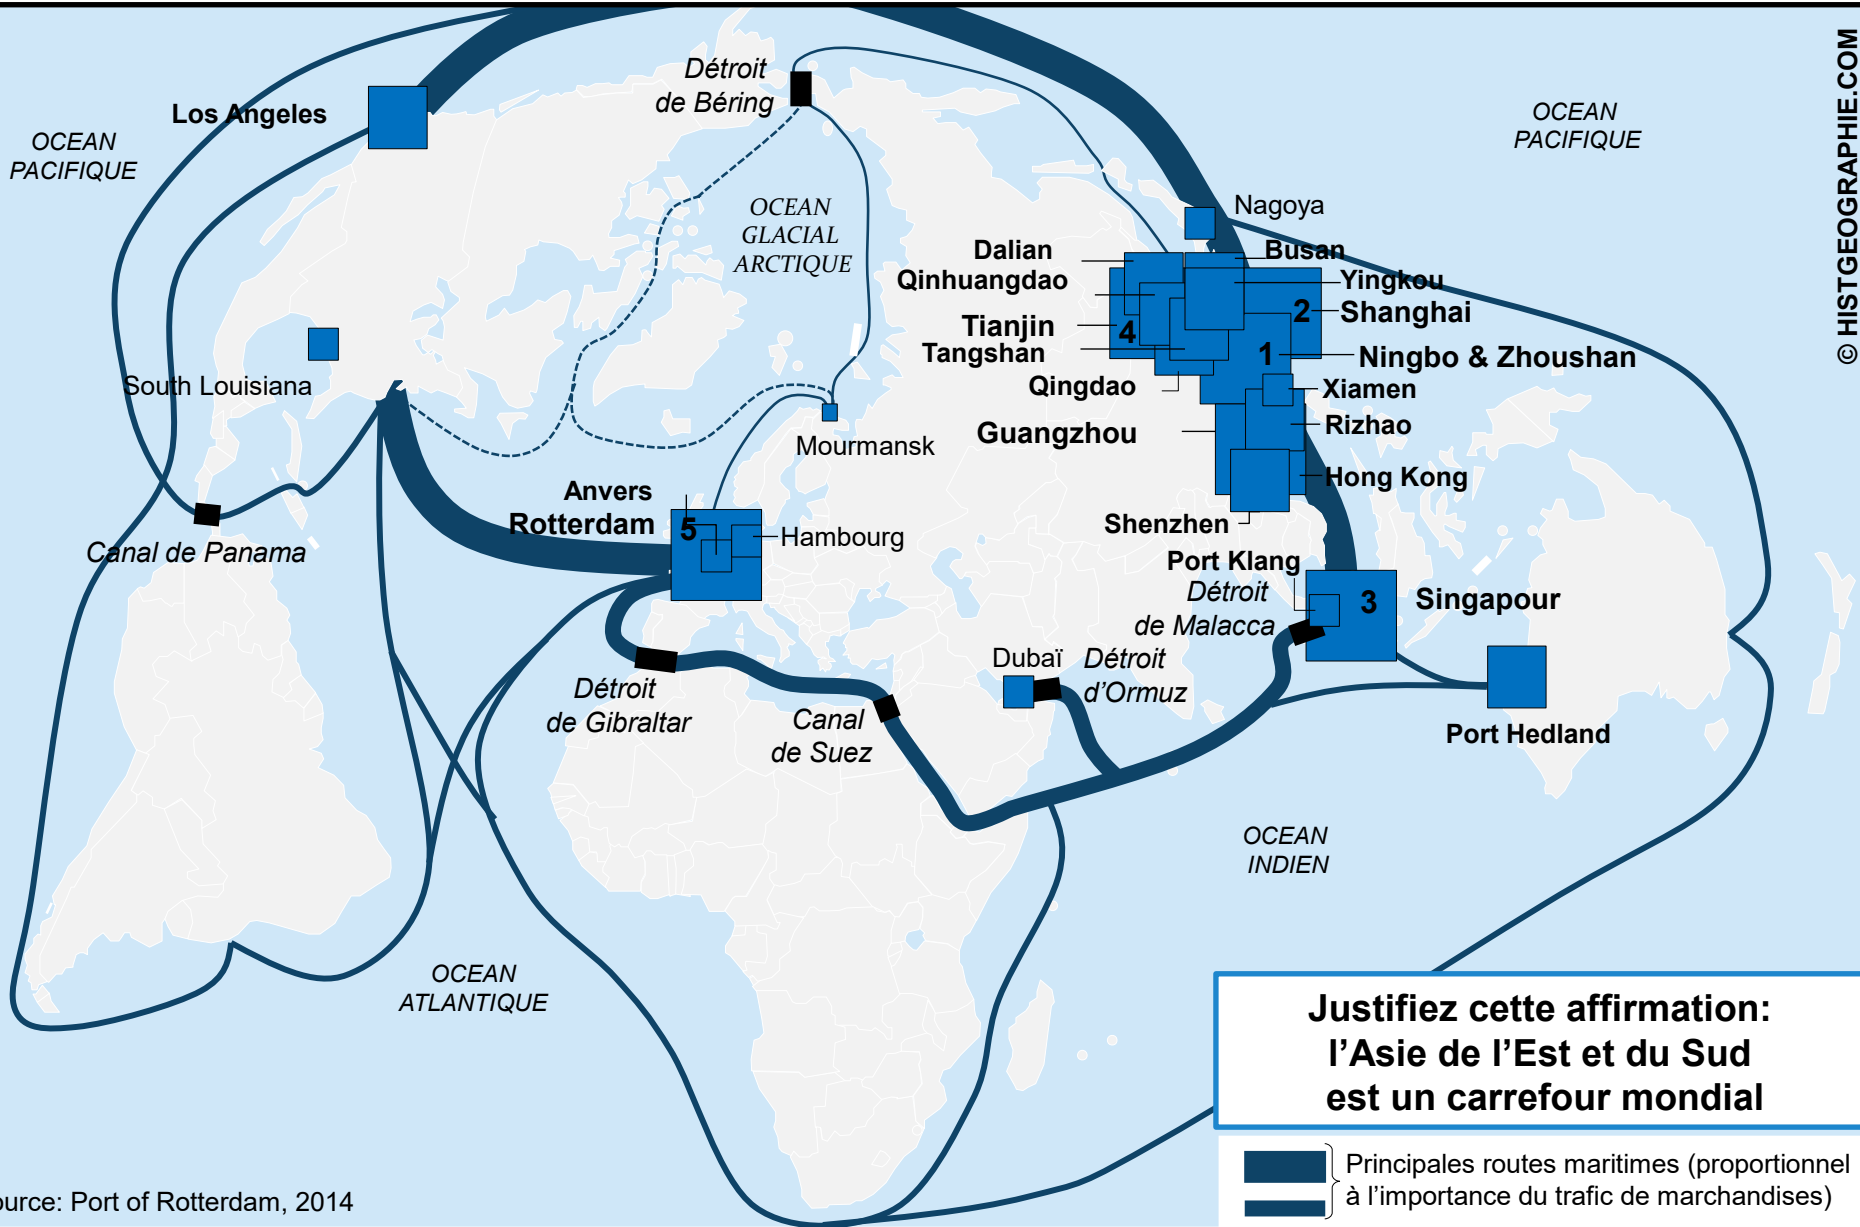 © HISTGEOGRAPHIE.COM
Détroit
de Béring
Los Angeles
OCEAN
PACIFIQUE
OCEAN
PACIFIQUE
OCEAN
GLACIAL
ARCTIQUE
Nagoya
Dalian
Busan
Qinhuangdao
Yingkou
2
Shanghai
Tianjin
4
Tangshan
1
Ningbo & Zhoushan
Qingdao
Xiamen
South Louisiana
Rizhao
Guangzhou
Mourmansk
Hong Kong
Anvers
Rotterdam
5
Hambourg
Shenzhen
Canal de Panama
Port Klang
Détroit
de Malacca
3
Singapour
Dubaï
Détroit
d’Ormuz
Détroit
de Gibraltar
Canal
de Suez
Port Hedland
OCEAN
INDIEN
OCEAN
ATLANTIQUE
Justifiez cette affirmation:
l’Asie de l’Est et du Sud
est un carrefour mondial
Principales routes maritimes (proportionnel
à l’importance du trafic de marchandises)
ource: Port of Rotterdam, 2014